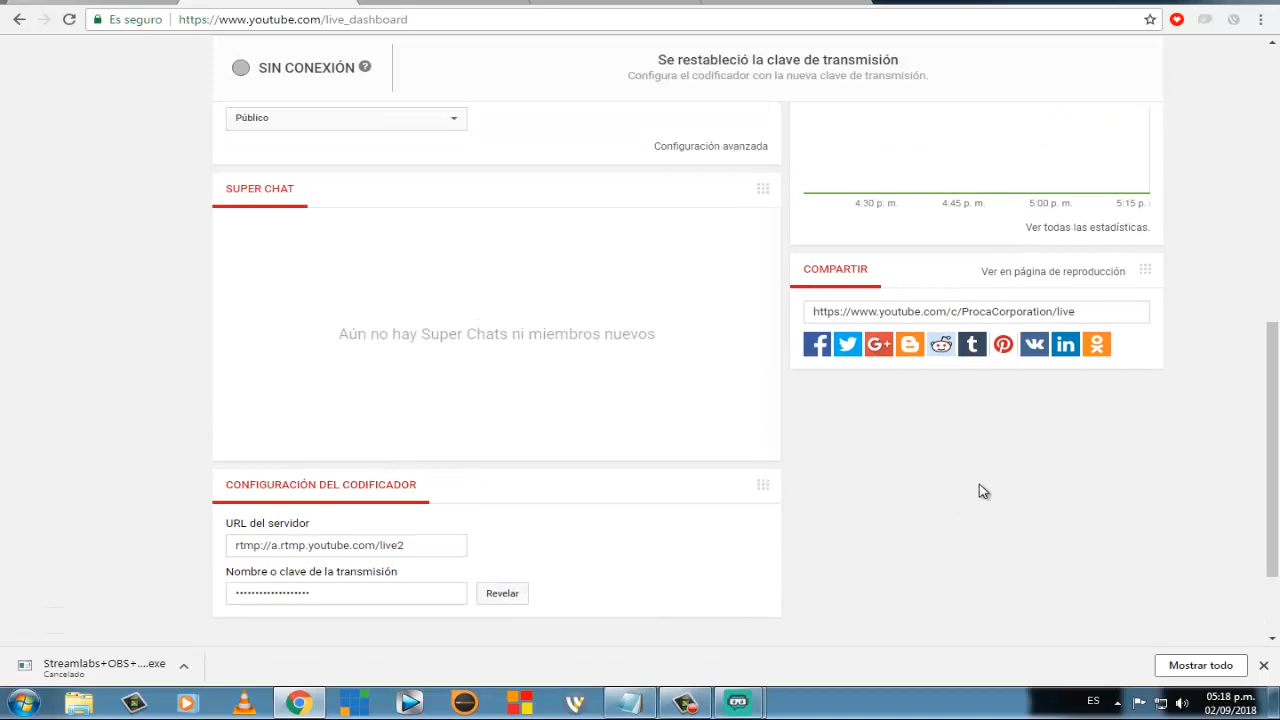 Es seguro
https://www.youtube.com/live_dashboard
SIN CONEXIÓN
Se restableció la clave de transmisión
Configura el codificador con la nueva clave de transmisión.
Público
Configuración avanzada
SUPER CHAT
4:30 p. m. 4:45 p. m. 5:00 p. m. 5:15 p.
Ver todas las estadísticas.
COMPARTIR
Ver en página de reproducción
https://www.youtube.com/c/ProcaCorporation/live
Aún no hay Super Chats ni miembros nuevos
CONFIGURACIÓN DEL CODIFICADOR
URL del servidor
rtmp://a.rtmp.youtube.com/live2
Nombre o clave de la transmisión
•••••••••••••••••••
Revelar
Streamlabs+OBS+....exe
Cancelado
Mostrar todo
ES
05:18 p.m.
02/09/2018